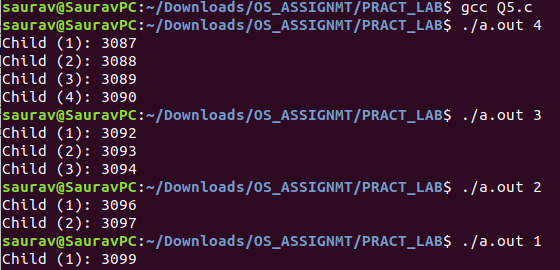 saurav@SauravPC:~/Downloads/OS_ASSIGNMT/PRACT_LAB$ gcc Q5.c
saurav@SauravPC:~/Downloads/OS_ASSIGNMT/PRACT_LAB$ ./a.out 4
Child (1): 3087
Child (2): 3088
Child (3): 3089
Child (4): 3090
saurav@SauravPC:~/Downloads/OS_ASSIGNMT/PRACT_LAB$ ./a.out 3
Child (1): 3092
Child (2): 3093
Child (3): 3094
saurav@SauravPC:~/Downloads/OS_ASSIGNMT/PRACT_LAB$ ./a.out 2
Child (1): 3096
Child (2): 3097
saurav@SauravPC:~/Downloads/OS_ASSIGNMT/PRACT_LAB$ ./a.out 1
Child (1): 3099